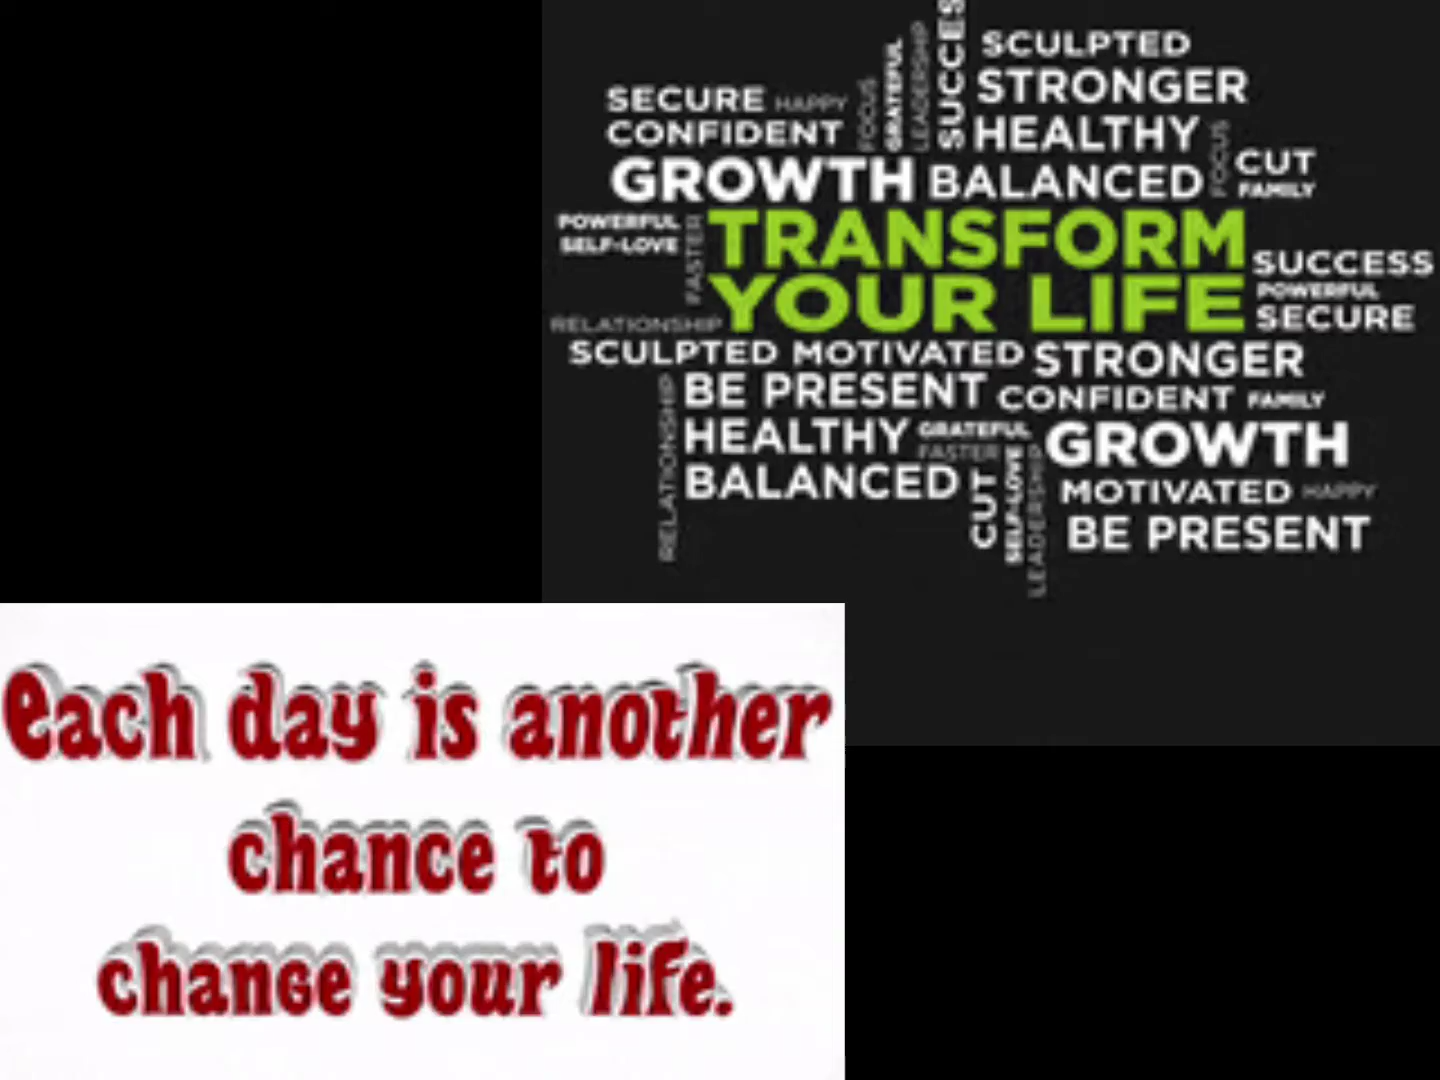 SUCCES
SCULPTED
GRATEFUL
LEADERSHIP
STRONGER
SECURE HAPPY
FOCUS
CONFIDENT
HEALTHY
FOCUS
CUT
GROWTH BALANCED
FAMILY
POWERFUL
SELF-LOVE
FASTER
TRANSFORM
SUCCESS
YOUR LIFE
POWERFUL
SECURE
RELATIONSHIP
SCULPTED MOTIVATED STRONGER
BE PRESENT CONFIDENT FAMILY
RELATIONSHIP
HEALTHY GRATEFUL GROWTH
FASTER
BALANCED
CUT
SELF-LOVE
LEADERSHIP
MOTIVATED HAPPY
BE PRESENT
Each day is another
chance to
change your life.